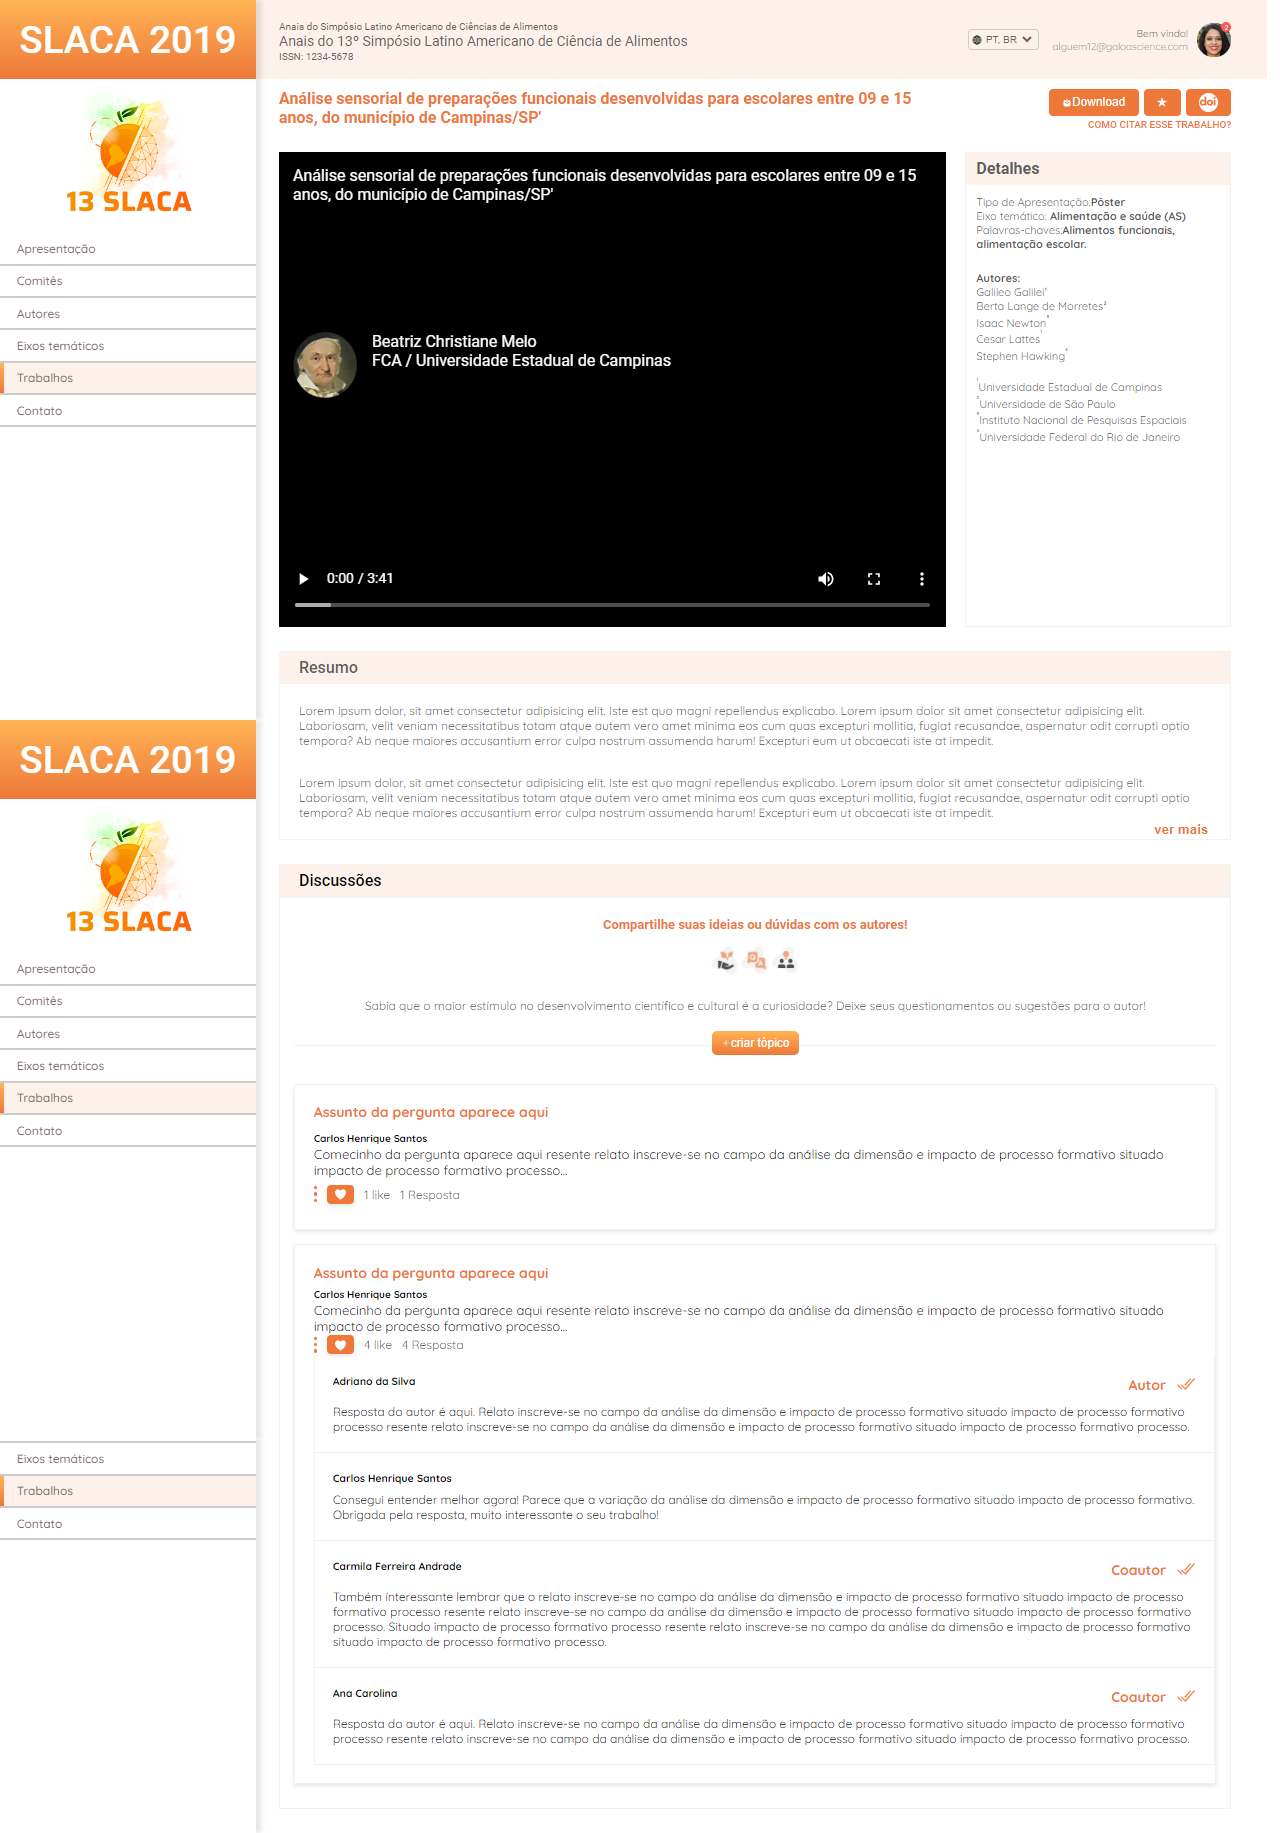 SLACA 2019
13 SLACA
Apresentação
Comitês
Autores
Eixos temáticos
Trabalhos
Contato
Anais do Simpósio Latino Americano de Ciências de Alimentos
Anais do 13º Simpósio Latino Americano de Ciência de Alimentos
ISSN: 1234-5678
PT, BR
Bem vindo!
alguem12@galoascience.com
2
Análise sensorial de preparações funcionais desenvolvidas para escolares entre 09 e 15
anos, do município de Campinas/SP'
Download
doi
COMO CITAR ESSE TRABALHO?
Análise sensorial de preparações funcionais desenvolvidas para escolares entre 09 e 15
anos, do município de Campinas/SP'
Beatriz Christiane Melo
FCA / Universidade Estadual de Campinas
0:00 / 3:41
Detalhes
Tipo de Apresentação:Pôster
Eixo temático: Alimentação e saúde (AS)
Palavras-chaves:Alimentos funcionais,
alimentação escolar.
Autores:
Galileo Galilei¹
Berta Lange de Morretes²
Isaac Newton³
Cesar Lattes¹
Stephen Hawking⁴
¹Universidade Estadual de Campinas
²Universidade de São Paulo
³Instituto Nacional de Pesquisas Espaciais
⁴Universidade Federal do Rio de Janeiro
Resumo
Lorem ipsum dolor, sit amet consectetur adipisicing elit. Iste est quo magni repellendus explicabo. Lorem ipsum dolor sit amet consectetur adipisicing elit.
Laboriosam, velit veniam necessitatibus totam atque autem vero amet minima eos cum quas excepturi mollitia, fugiat recusandae, aspernatur odit corrupti optio
tempora? Ab neque maiores accusantium error culpa nostrum assumenda harum! Excepturi eum ut obcaecati iste at impedit.
Lorem ipsum dolor, sit amet consectetur adipisicing elit. Iste est quo magni repellendus explicabo. Lorem ipsum dolor sit amet consectetur adipisicing elit.
Laboriosam, velit veniam necessitatibus totam atque autem vero amet minima eos cum quas excepturi mollitia, fugiat recusandae, aspernatur odit corrupti optio
tempora? Ab neque maiores accusantium error culpa nostrum assumenda harum! Excepturi eum ut obcaecati iste at impedit.
ver mais
SLACA 2019
13 SLACA
Apresentação
Comitês
Autores
Eixos temáticos
Trabalhos
Contato
Discussões
Compartilhe suas ideias ou dúvidas com os autores!
Sabia que o maior estímulo no desenvolvimento científico e cultural é a curiosidade? Deixe seus questionamentos ou sugestões para o autor!
+criar tòpico
Assunto da pergunta aparece aqui
Carlos Henrique Santos
Comecinho da pergunta aparece aqui resente relato inscreve-se no campo da análise da dimensão e impacto de processo formativo situado
impacto de processo formativo processo...
1 like 1 Resposta
Assunto da pergunta aparece aqui
Carlos Henrique Santos
Comecinho da pergunta aparece aqui resente relato inscreve-se no campo da análise da dimensão e impacto de processo formativo situado
impacto de processo formativo processo...
4 like 4 Resposta
Adriano da Silva
Autor
Resposta do autor é aqui. Relato inscreve-se no campo da análise da dimensão e impacto de processo formativo situado impacto de processo formativo
processo resente relato inscreve-se no campo da análise da dimensão e impacto de processo formativo situado impacto de processo formativo processo.
Eixos temáticos
Trabalhos
Contato
Carlos Henrique Santos
Consegui entender melhor agora! Parece que a variação da análise da dimensão e impacto de processo formativo situado impacto de processo formativo.
Obrigada pela resposta, muito interessante o seu trabalho!
Carmila Ferreira Andrade
Coautor
Também ínteressante lembrar que o relato inscreve-se no campo da análise da dimensão e impacto de processo formativo situado impacto de processo
formativo processo resente relato inscreve-se no campo da análise da dimensão e impacto de processo formativo situado impacto de processo formativo
processo. Situado impacto de processo formativo processo resente relato inscreve-se no campo da análise da dimensão e impacto de processo formativo
situado impacto de processo formativo processo.
Ana Carolina
Coautor
Resposta do autor é aqui. Relato inscreve-se no campo da análise da dimensão e impacto de processo formativo situado impacto de processo formativo
processo resente relato inscreve-se no campo da análise da dimensão e impacto de processo formativo situado impacto de processo formativo processo.